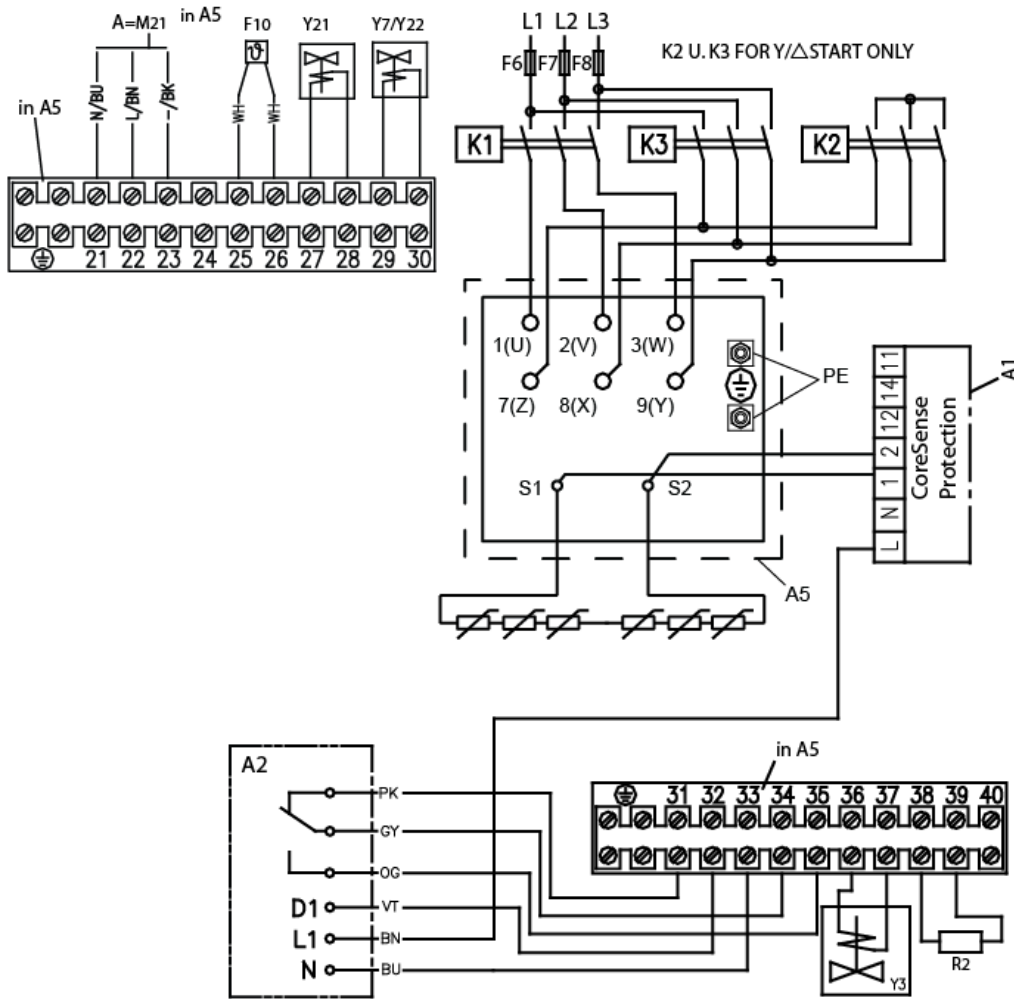 A=M21 in A5 F10 Y21 Y7/Y22
in A5
N/BU L/BN -/BK WH WH
21 22 23 24 25 26 27 28 29 30
L1 L2 L3
F6 F7 F8
K2 U. K3 FOR Y/△START ONLY
K1 K3 K2
1(U) 2(V) 3(W)
7(Z) 8(X) 9(Y)
PE
S1 S2
A5
11
14
12
2
1
N
L
CoreSense
Protection
A1
A2
PK
GY
OG
D1 VT
L1 BN
N BU
in A5
31 32 33 34 35 36 37 38 39 40
Y3
R2